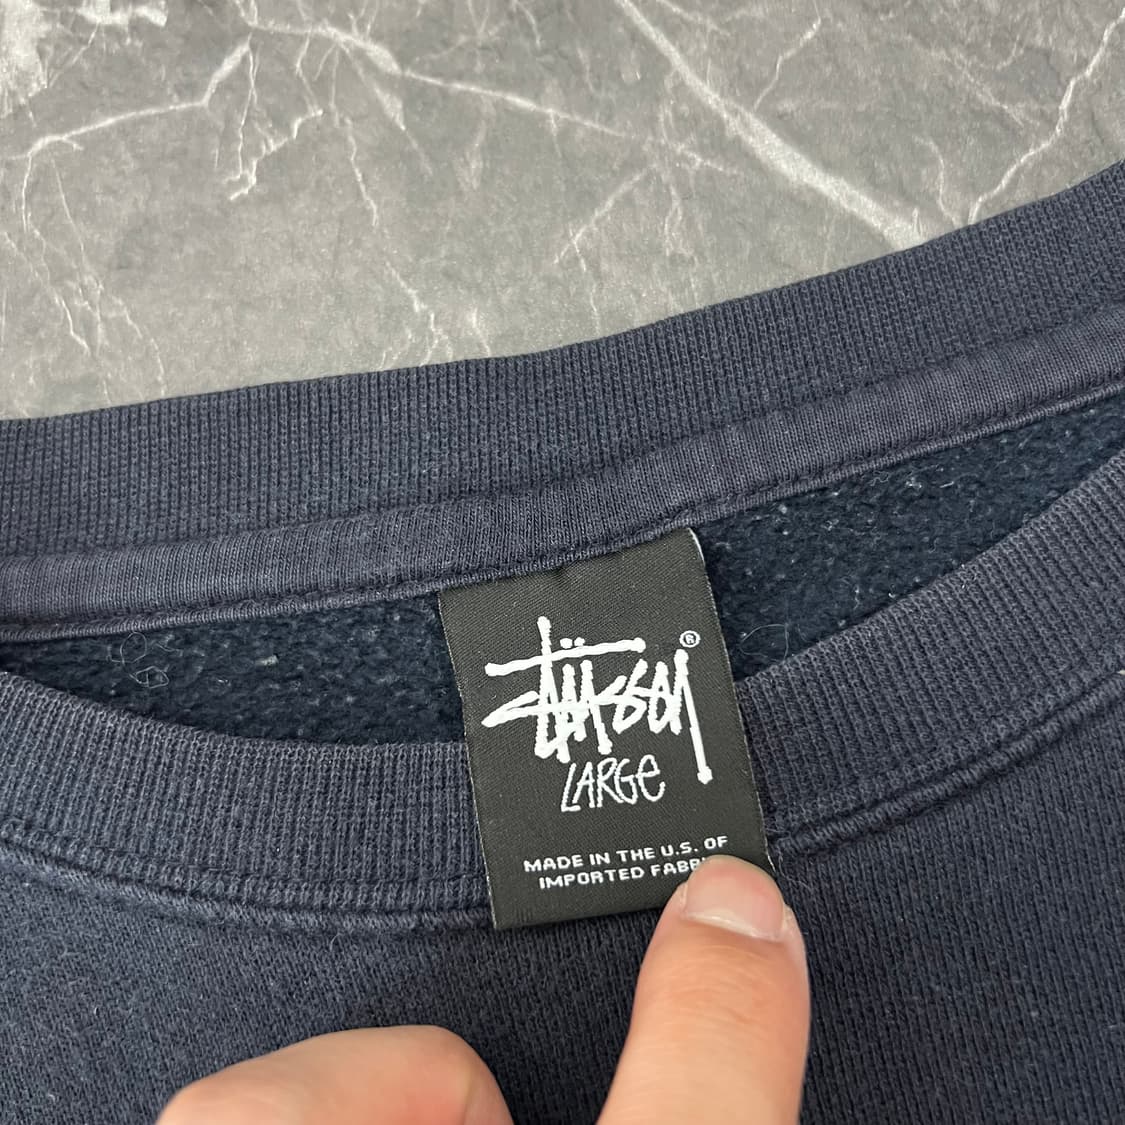 Stüssy ®
LARGE
MADE IN THE U.S. OF
IMPORTED